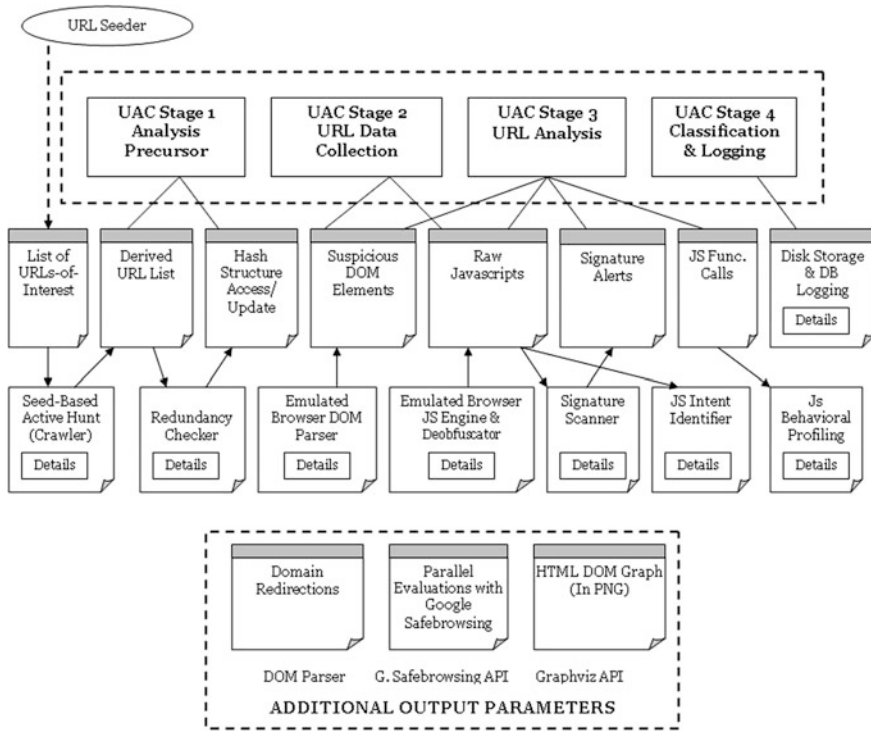 URL Seeder
UAC Stage 1
Analysis
Precursor
UAC Stage 2
URL Data
Collection
UAC Stage 3
URL Analysis
UAC Stage 4
Classification
& Logging
List of
URLs-of-
Interest
Derived
URL List
Hash
Structure
Access/
Update
Suspicious
DOM
Elements
Raw
Javascripts
Signature
Alerts
JS Func.
Calls
Disk Storage
& DB
Logging
Details
Seed-Based
Active Hunt
(Crawler)
Details
Redundancy
Checker
Details
Emulated
Browser DOM
Parser
Details
Emulated Browser
JS Engine &
Deobfuscator
Details
Signature
Scanner
Details
JS Intent
Identifier
Details
Js
Behavioral
Profiling
Details
Domain
Redirections
Parallel
Evaluations with
Google
Safebrowsing
HTML DOM Graph
(In PNG)
DOM Parser
G. Safebrowsing API
Graphviz API
ADDITIONAL OUTPUT PARAMETERS